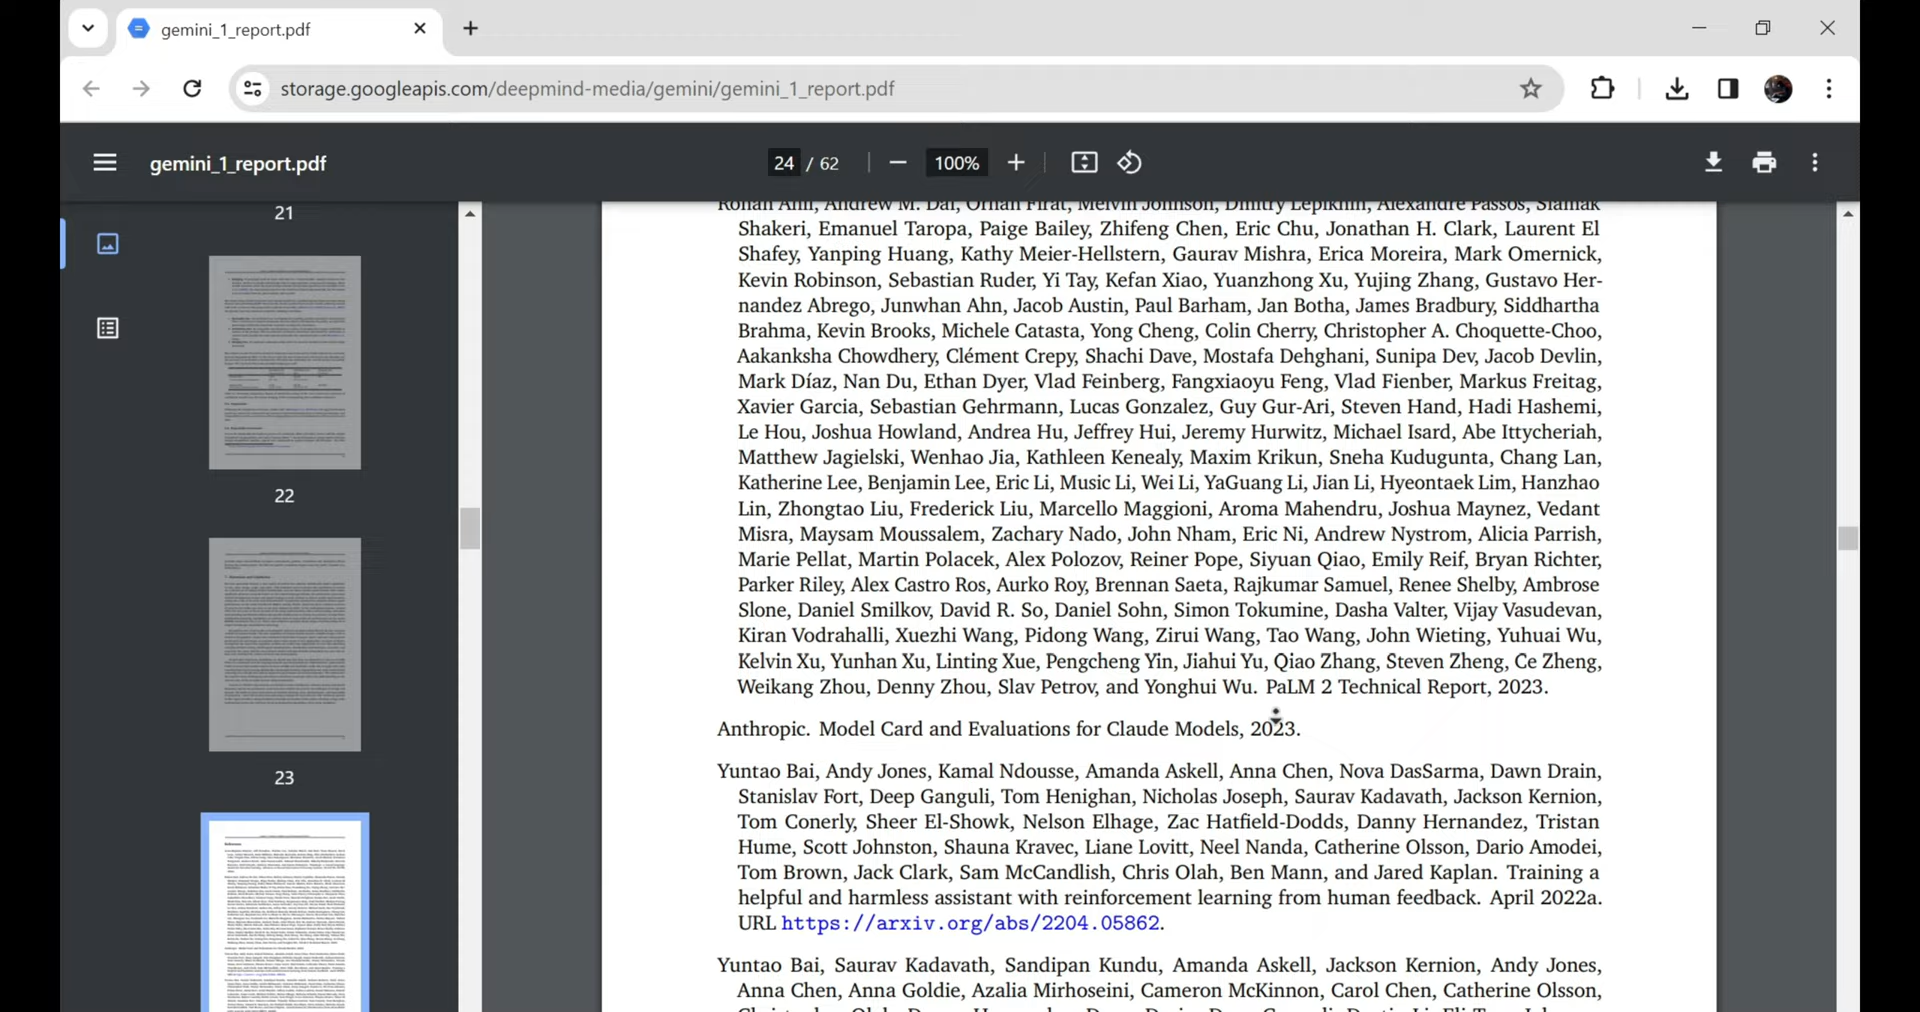 gemini_1_report.pdf
storage.googleapis.com/deepmind-media/gemini/gemini_1_report.pdf
gemini_1_report.pdf
24 / 62
100%
21
22
23
Rohan Anil, Andrew M. Dai, Orhan Firat, Melvin Johnson, Dmitry Lepikhin, Alexandre Passos, Siamak
Shakeri, Emanuel Taropa, Paige Bailey, Zhifeng Chen, Eric Chu, Jonathan H. Clark, Laurent El
Shafey, Yanping Huang, Kathy Meier-Hellstern, Gaurav Mishra, Erica Moreira, Mark Omernick,
Kevin Robinson, Sebastian Ruder, Yi Tay, Kefan Xiao, Yuanzhong Xu, Yujing Zhang, Gustavo Her-
nandez Abrego, Junwhan Ahn, Jacob Austin, Paul Barham, Jan Botha, James Bradbury, Siddhartha
Brahma, Kevin Brooks, Michele Catasta, Yong Cheng, Colin Cherry, Christopher A. Choquette-Choo,
Aakanksha Chowdhery, Clément Crepy, Shachi Dave, Mostafa Dehghani, Sunipa Dev, Jacob Devlin,
Mark Díaz, Nan Du, Ethan Dyer, Vlad Feinberg, Fangxiaoyu Feng, Vlad Fienber, Markus Freitag,
Xavier Garcia, Sebastian Gehrmann, Lucas Gonzalez, Guy Gur-Ari, Steven Hand, Hadi Hashemi,
Le Hou, Joshua Howland, Andrea Hu, Jeffrey Hui, Jeremy Hurwitz, Michael Isard, Abe Ittycheriah,
Matthew Jagielski, Wenhao Jia, Kathleen Kenealy, Maxim Krikun, Sneha Kudugunta, Chang Lan,
Katherine Lee, Benjamin Lee, Eric Li, Music Li, Wei Li, YaGuang Li, Jian Li, Hyeontaek Lim, Hanzhao
Lin, Zhongtao Liu, Frederick Liu, Marcello Maggioni, Aroma Mahendru, Joshua Maynez, Vedant
Misra, Maysam Moussalem, Zachary Nado, John Nham, Eric Ni, Andrew Nystrom, Alicia Parrish,
Marie Pellat, Martin Polacek, Alex Polozov, Reiner Pope, Siyuan Qiao, Emily Reif, Bryan Richter,
Parker Riley, Alex Castro Ros, Aurko Roy, Brennan Saeta, Rajkumar Samuel, Renee Shelby, Ambrose
Slone, Daniel Smilkov, David R. So, Daniel Sohn, Simon Tokumine, Dasha Valter, Vijay Vasudevan,
Kiran Vodrahalli, Xuezhi Wang, Pidong Wang, Zirui Wang, Tao Wang, John Wieting, Yuhuai Wu,
Kelvin Xu, Yunhan Xu, Linting Xue, Pengcheng Yin, Jiahui Yu, Qiao Zhang, Steven Zheng, Ce Zheng,
Weikang Zhou, Denny Zhou, Slav Petrov, and Yonghui Wu. PaLM 2 Technical Report, 2023.
Anthropic. Model Card and Evaluations for Claude Models, 2023.
Yuntao Bai, Andy Jones, Kamal Ndousse, Amanda Askell, Anna Chen, Nova DasSarma, Dawn Drain,
Stanislav Fort, Deep Ganguli, Tom Henighan, Nicholas Joseph, Saurav Kadavath, Jackson Kernion,
Tom Conerly, Sheer El-Showk, Nelson Elhage, Zac Hatfield-Dodds, Danny Hernandez, Tristan
Hume, Scott Johnston, Shauna Kravec, Liane Lovitt, Neel Nanda, Catherine Olsson, Dario Amodei,
Tom Brown, Jack Clark, Sam McCandlish, Chris Olah, Ben Mann, and Jared Kaplan. Training a
helpful and harmless assistant with reinforcement learning from human feedback. April 2022a.
URL https://arxiv.org/abs/2204.05862.
Yuntao Bai, Saurav Kadavath, Sandipan Kundu, Amanda Askell, Jackson Kernion, Andy Jones,
Anna Chen, Anna Goldie, Azalia Mirhoseini, Cameron McKinnon, Carol Chen, Catherine Olsson,